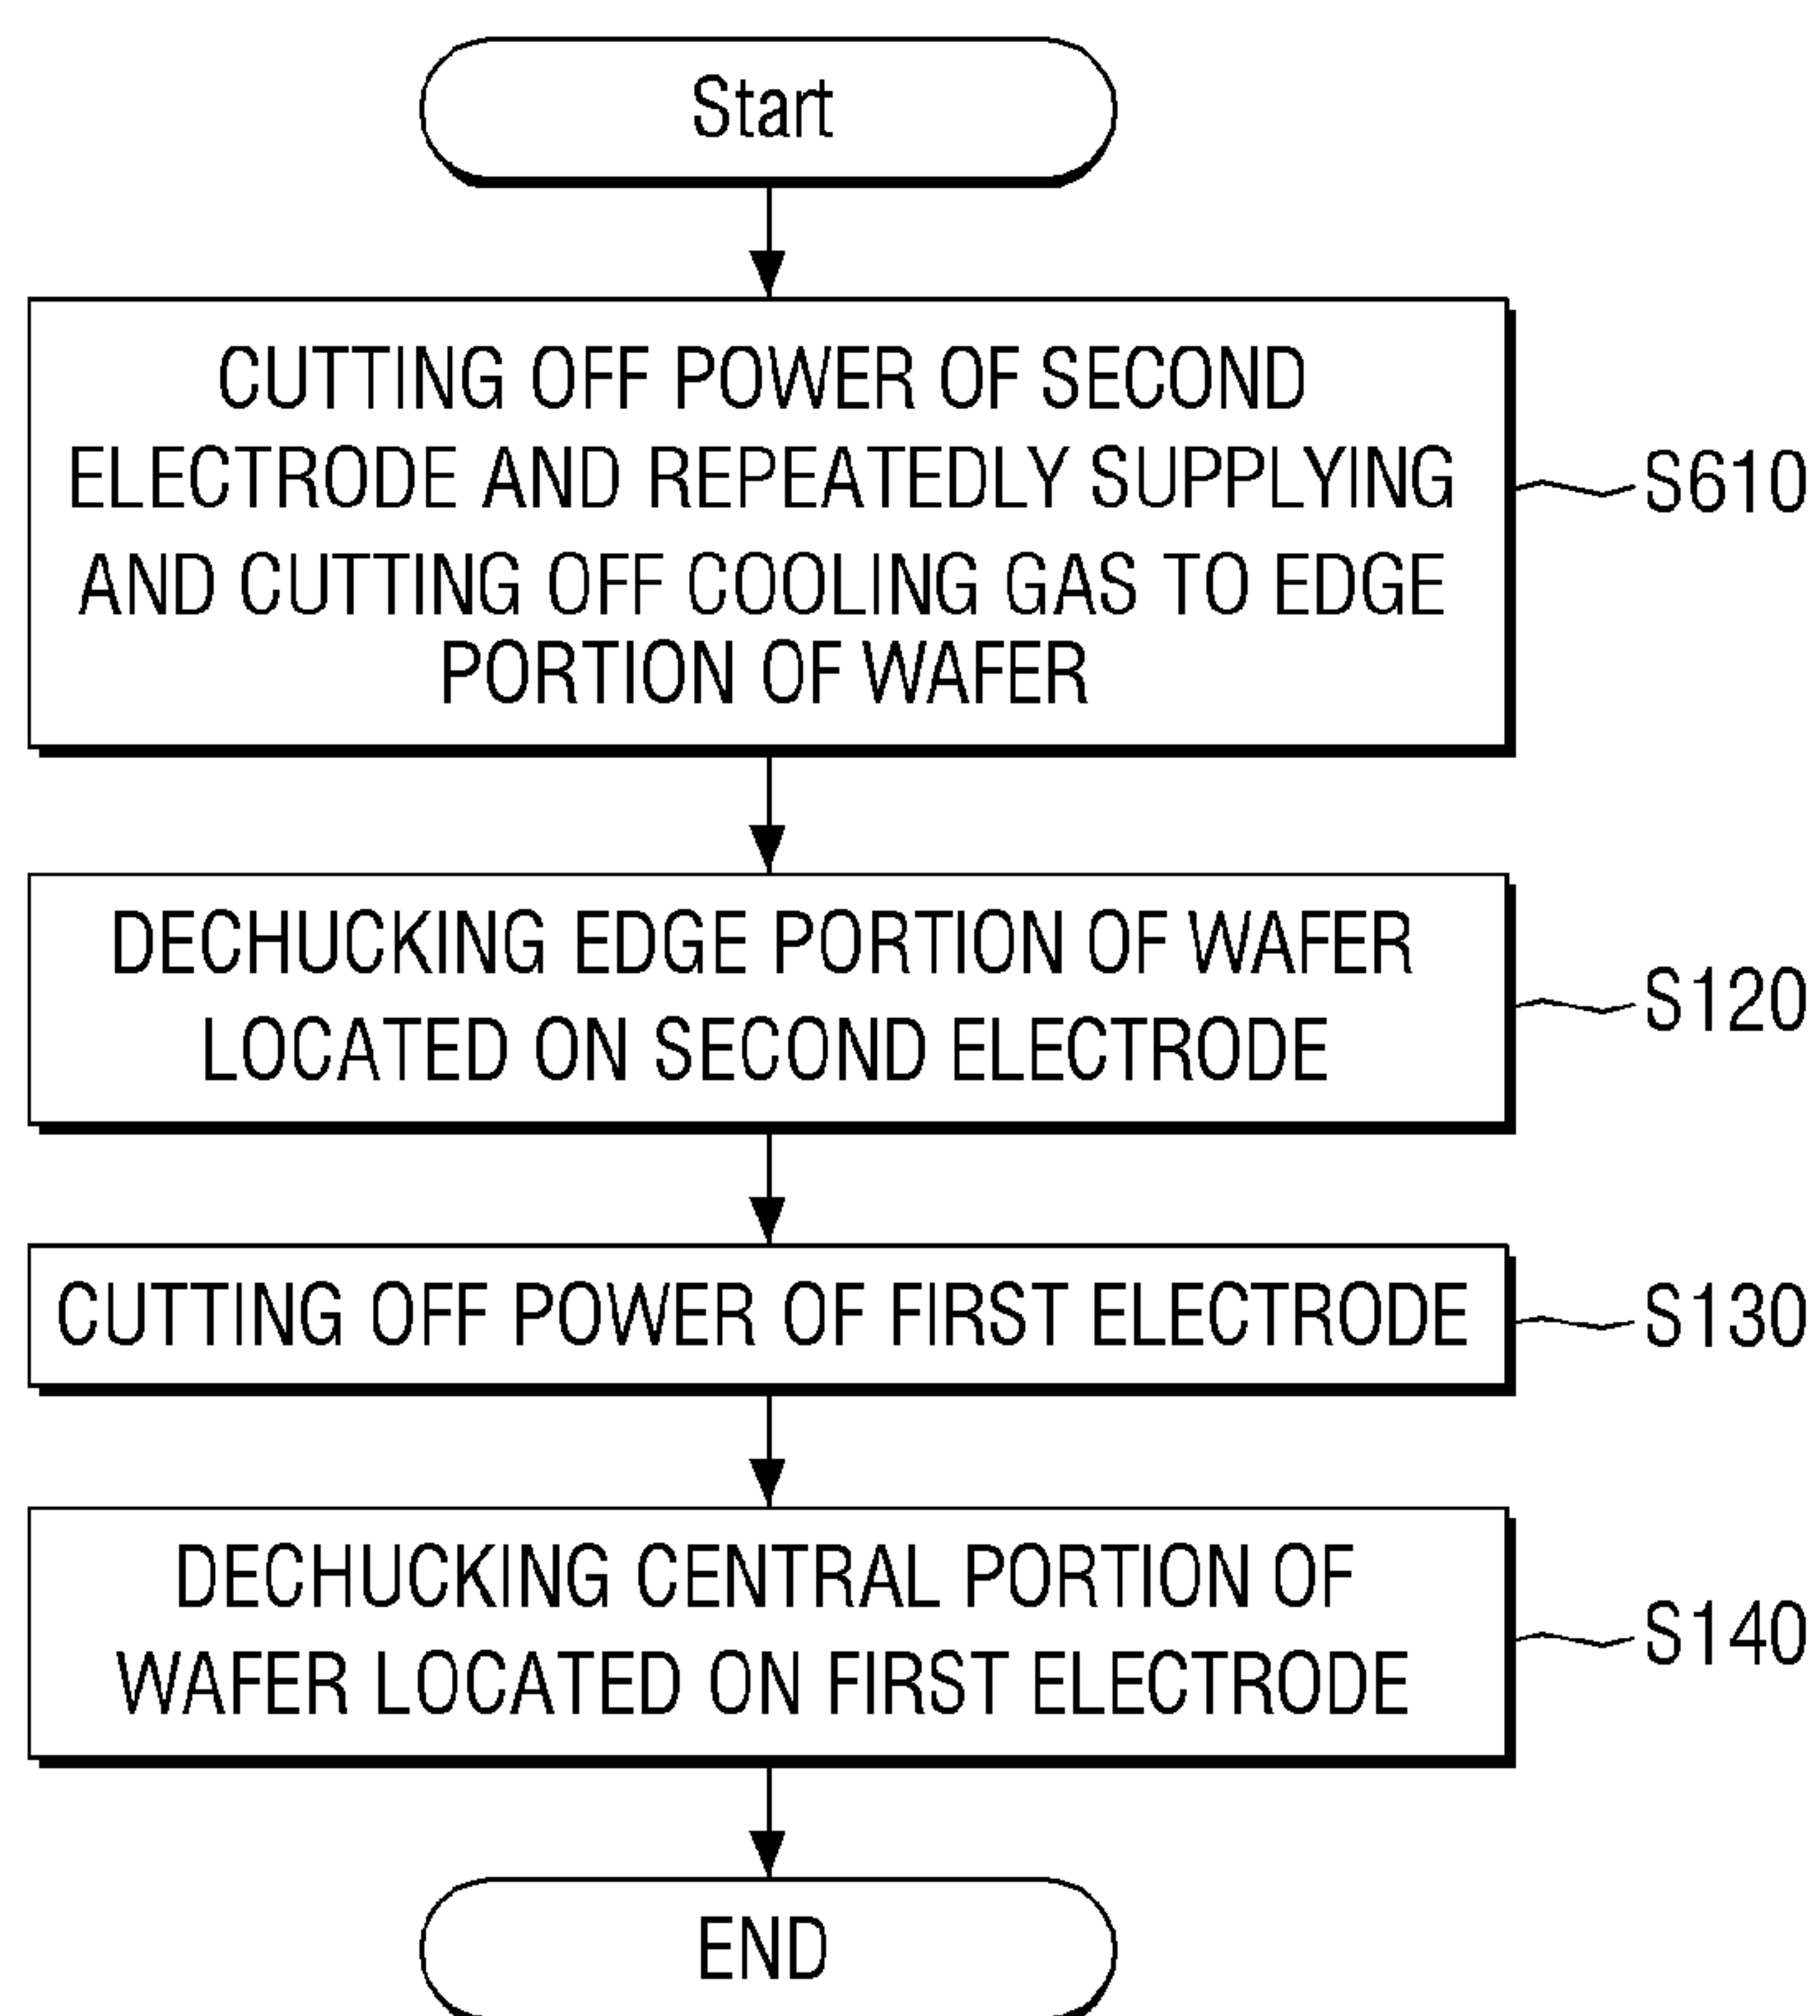 Start
CUTTING OFF POWER OF SECOND
ELECTRODE AND REPEATEDLY SUPPLYING
AND CUTTING OFF COOLING GAS TO EDGE
PORTION OF WAFER
S610
DECHUCKING EDGE PORTION OF WAFER
LOCATED ON SECOND ELECTRODE
S120
CUTTING OFF POWER OF FIRST ELECTRODE
S130
DECHUCKING CENTRAL PORTION OF
WAFER LOCATED ON FIRST ELECTRODE
S140
END